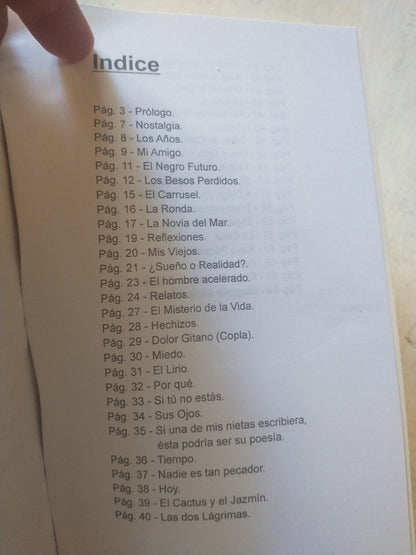 Indice
Pág. 3 - Prólogo.
Pág. 7 - Nostalgia.
Pág. 8 - Los Años.
Pág. 9 - Mi Amigo.
Pág. 11 - El Negro Futuro.
Pág. 12 - Los Besos Perdidos.
Pág. 15 - El Carrusel.
Pág. 16 - La Ronda.
Pág. 17 - La Novia del Mar.
Pág. 19 - Reflexiones.
Pág. 20 - Mis Viejos.
Pág. 21 - ¿Sueño o Realidad?.
Pág. 23 - El hombre acelerado.
Pág. 24 - Relatos.
Pág. 27 - El Misterio de la Vida.
Pág. 28 - Hechizos.
Pág. 29 - Dolor Gitano (Copla).
Pág. 30 - Miedo.
Pág. 31 - El Lirio.
Pág. 32 - Por qué.
Pág. 33 - Si tú no estás.
Pág. 34 - Sus Ojos.
Pág. 35 - Si una de mis nietas escribiera,
ésta podría ser su poesía.
Pág. 36 - Tiempo.
Pág. 37 - Nadie es tan pecador.
Pág. 38 - Hoy.
Pág. 39 - El Cactus y el Jazmín.
Pág. 40 - Las dos Lágrimas.